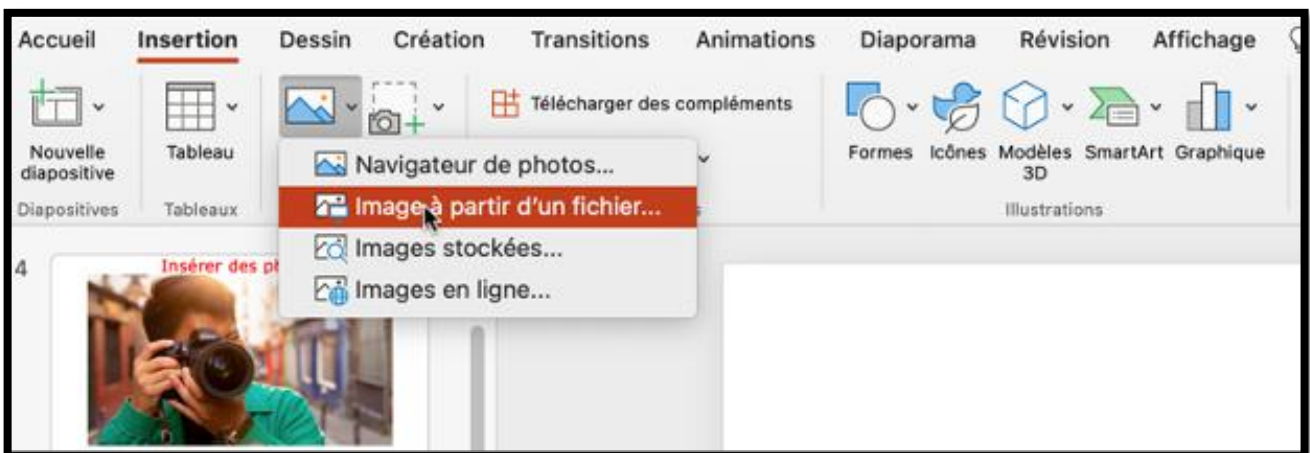 Accueil Insertion Dessin Création Transitions Animations Diaporama Révision Affichage
Télécharger des compléments
Nouvelle diapositive
Tableau
Formes
Icônes
Modèles 3D
SmartArt
Graphique
Diapositives
Tableaux
Illustrations
Navigateur de photos...
Image à partir d'un fichier...
Images stockées...
Images en ligne...
4
Insérer des